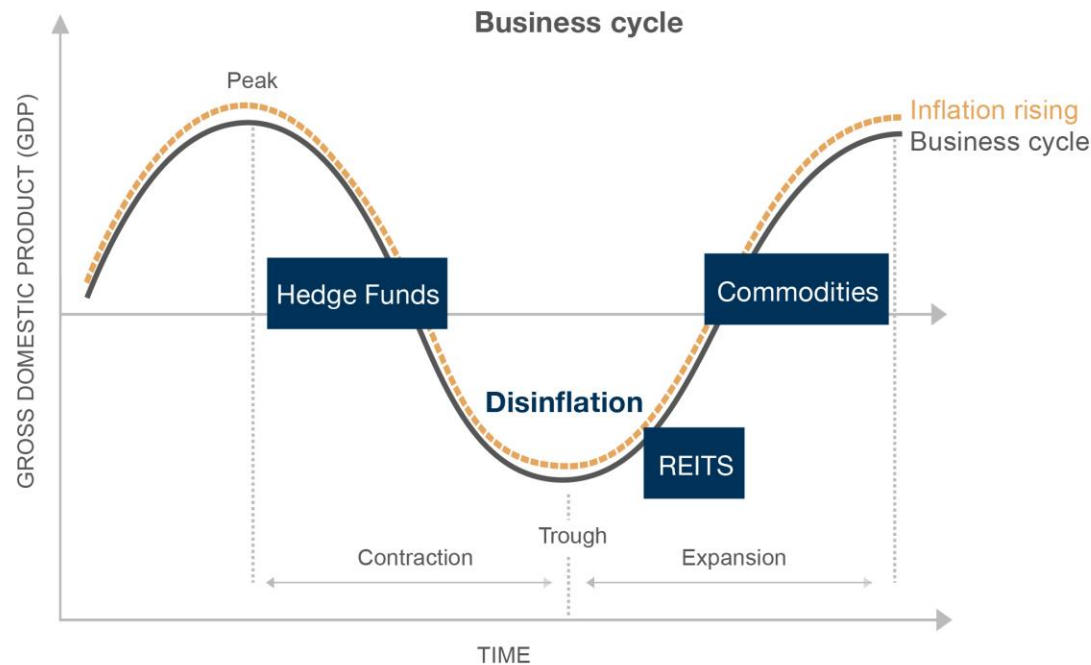 Business cycle
Peak
Inflation rising
Business cycle
GROSS DOMESTIC PRODUCT (GDP)
Hedge Funds
Commodities
Disinflation
REITS
Trough
Contraction
Expansion
TIME